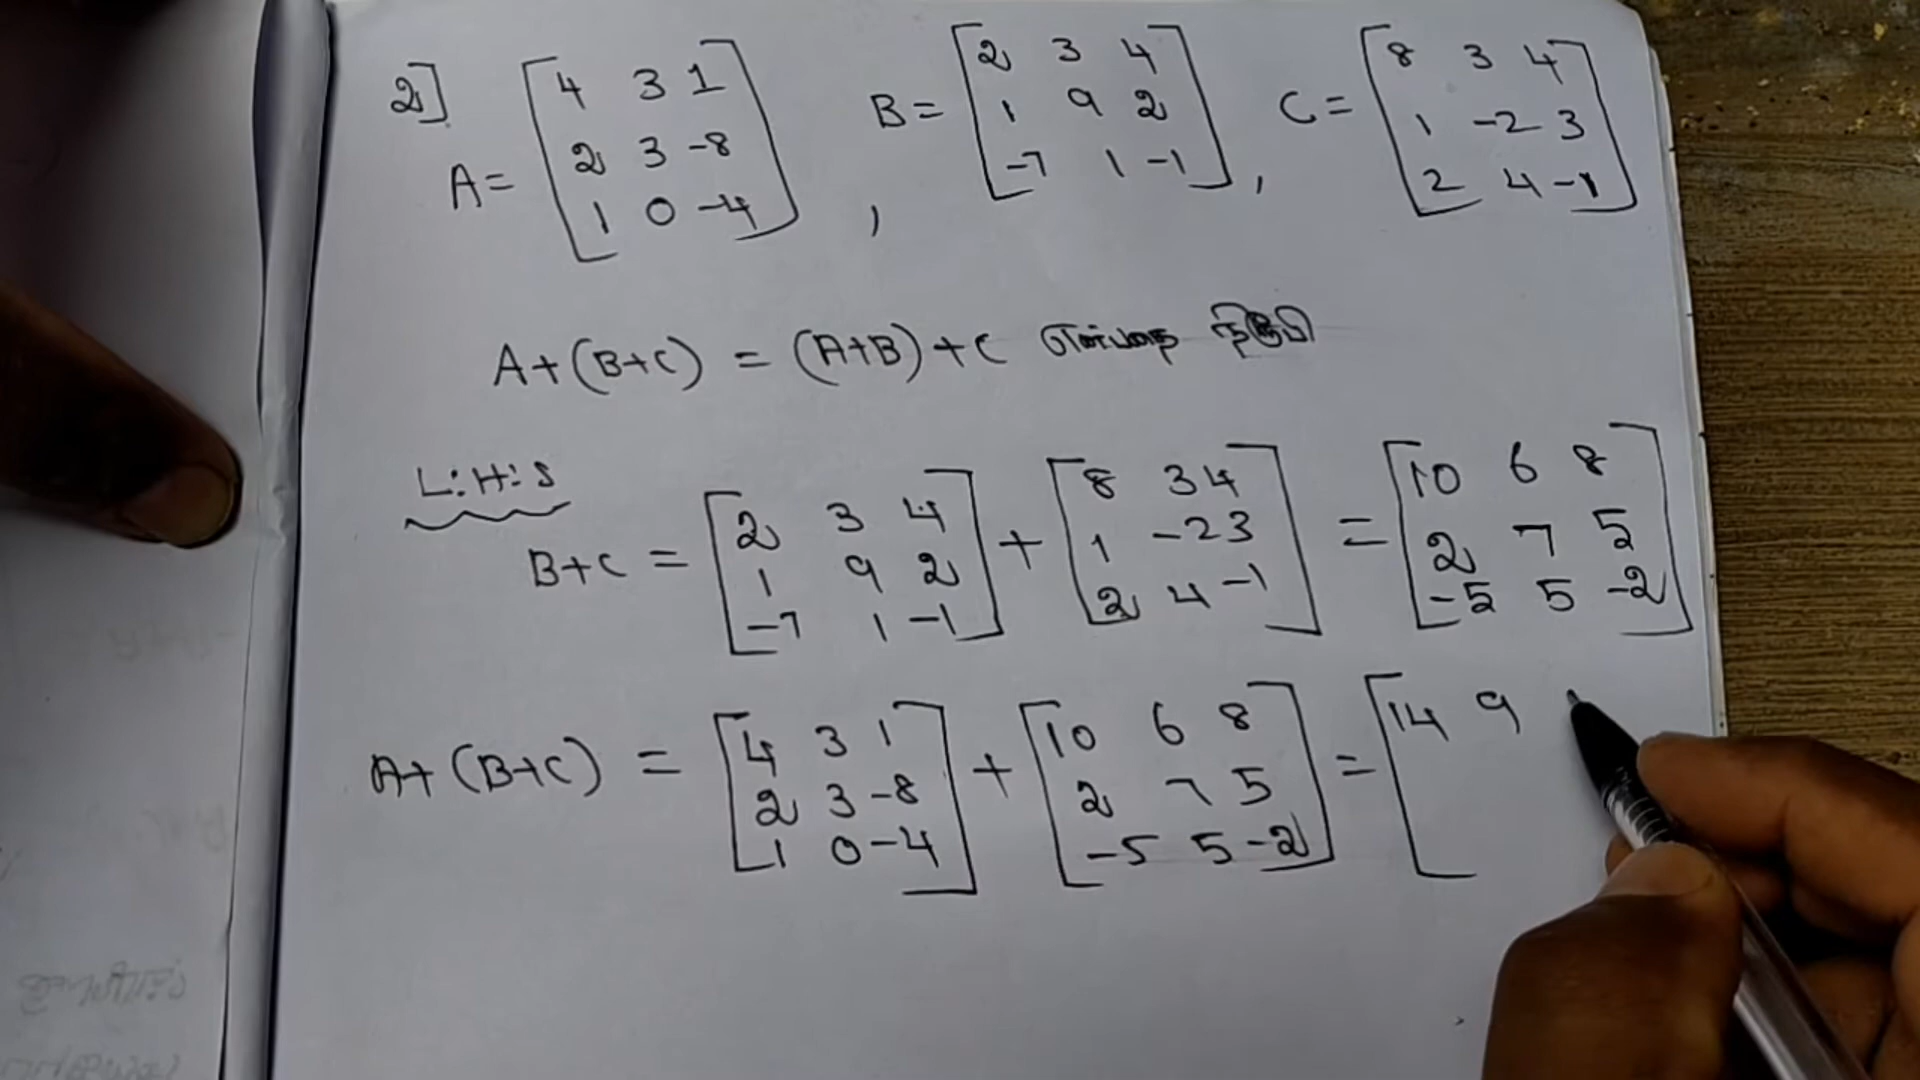 2] A = [4 3 1 2 3 -8 1 0 -4] , B = [2 3 4 1 9 2 -7 1 -1] , C = [8 3 4 1 -2 3 2 4 -1]
A+(B+C) = (A+B)+C என்பதை நிரூபி
L.H.S
B+C = [2 3 4 1 9 2 -7 1 -1] + [8 3 4 1 -2 3 2 4 -1] = [10 6 8 2 7 5 -5 5 -2]
A+(B+C) = [4 3 1 2 3 -8 1 0 -4] + [10 6 8 2 7 5 -5 5 -2] = [14 9